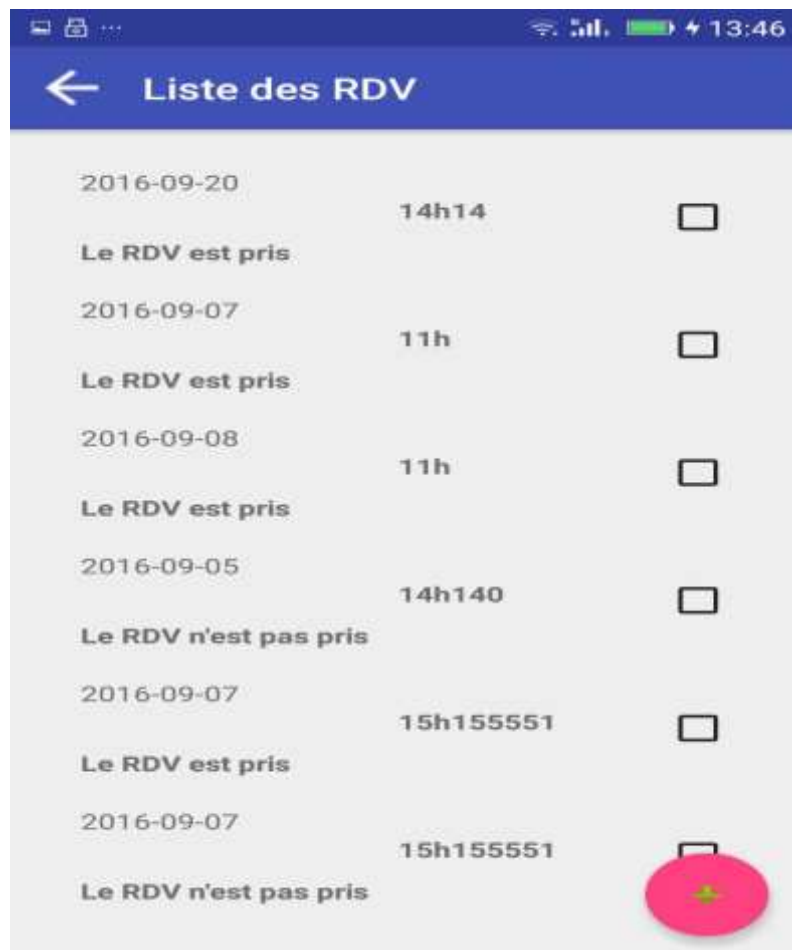 13:46
Liste des RDV
2016-09-20
14h14
Le RDV est pris
2016-09-07
11h
Le RDV est pris
2016-09-08
11h
Le RDV est pris
2016-09-05
14h140
Le RDV n'est pas pris
2016-09-07
15h155551
Le RDV est pris
2016-09-07
15h155551
Le RDV n'est pas pris